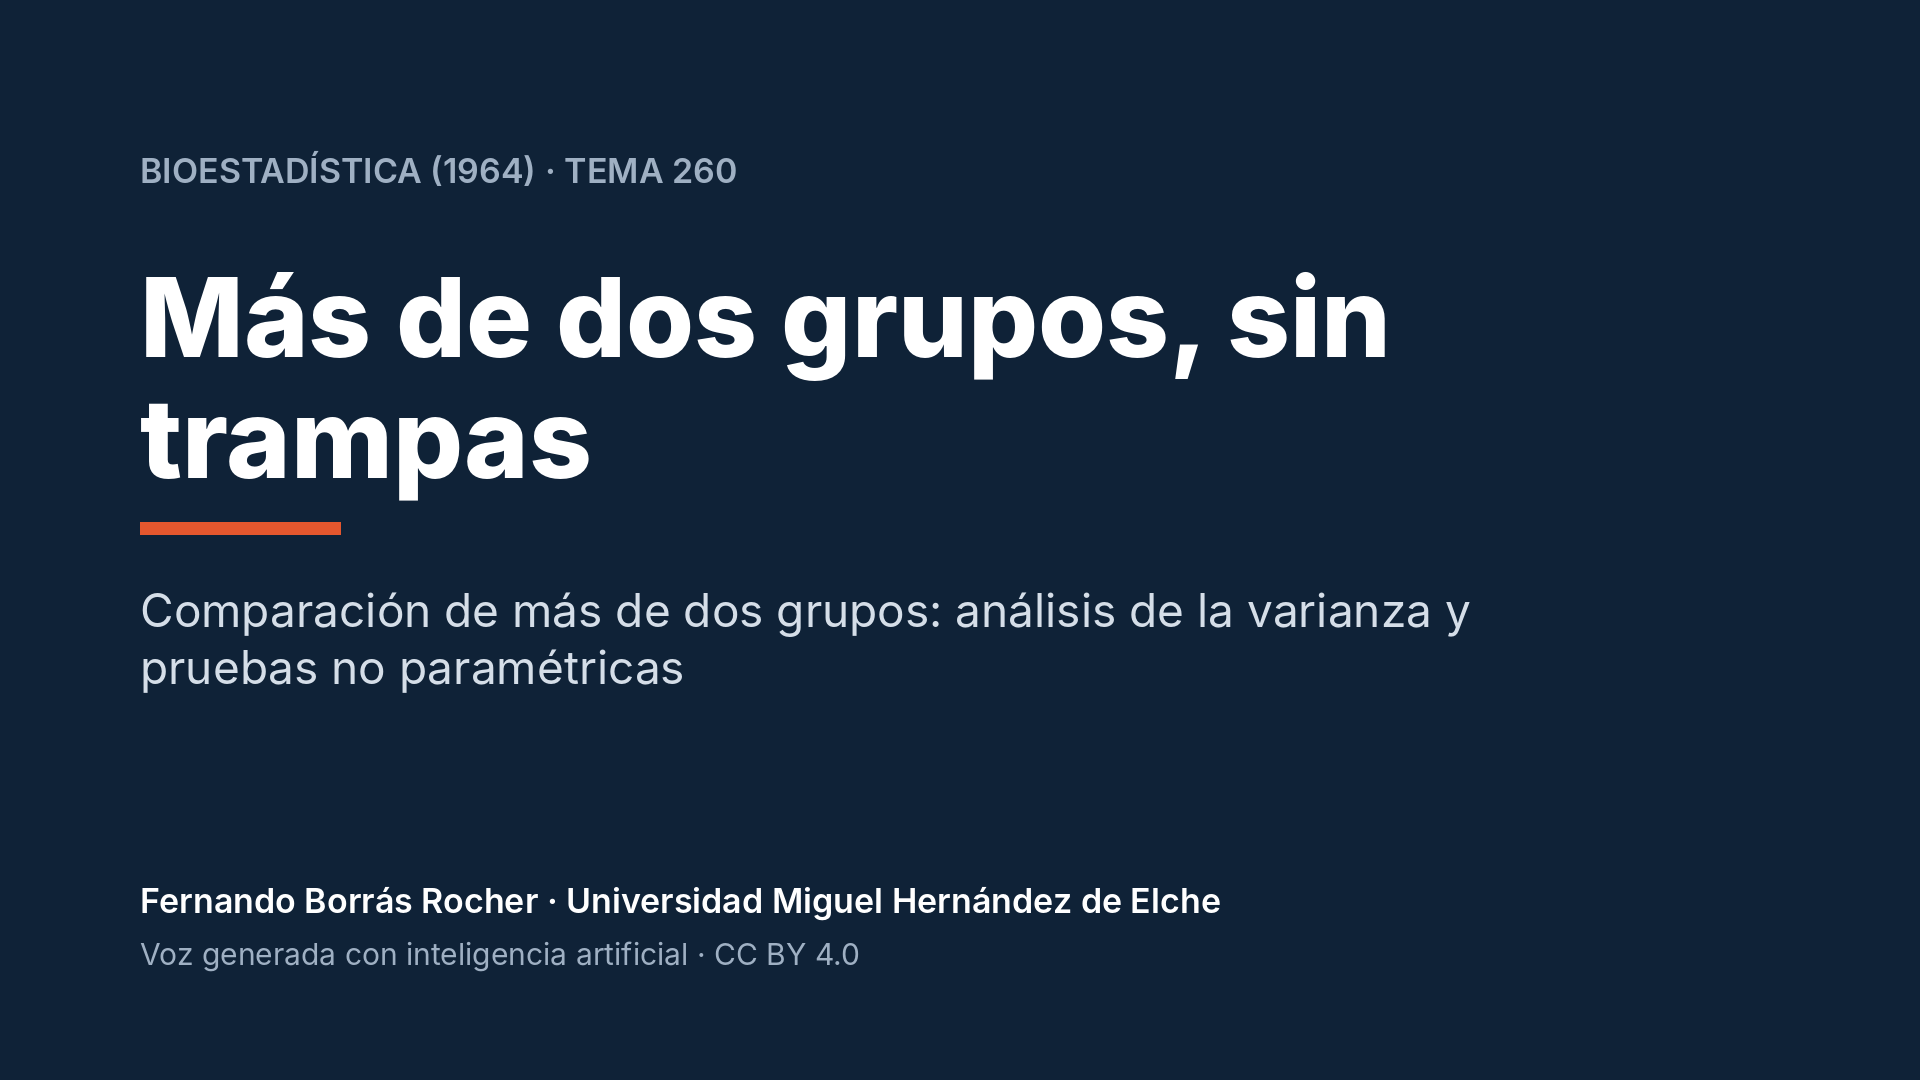 BIOESTADÍSTICA (1964) · TEMA 260
Más de dos grupos, sin
trampas
Comparación de más de dos grupos: análisis de la varianza y
pruebas no paramétricas
Fernando Borrás Rocher · Universidad Miguel Hernández de Elche
Voz generada con inteligencia artificial · CC BY 4.0